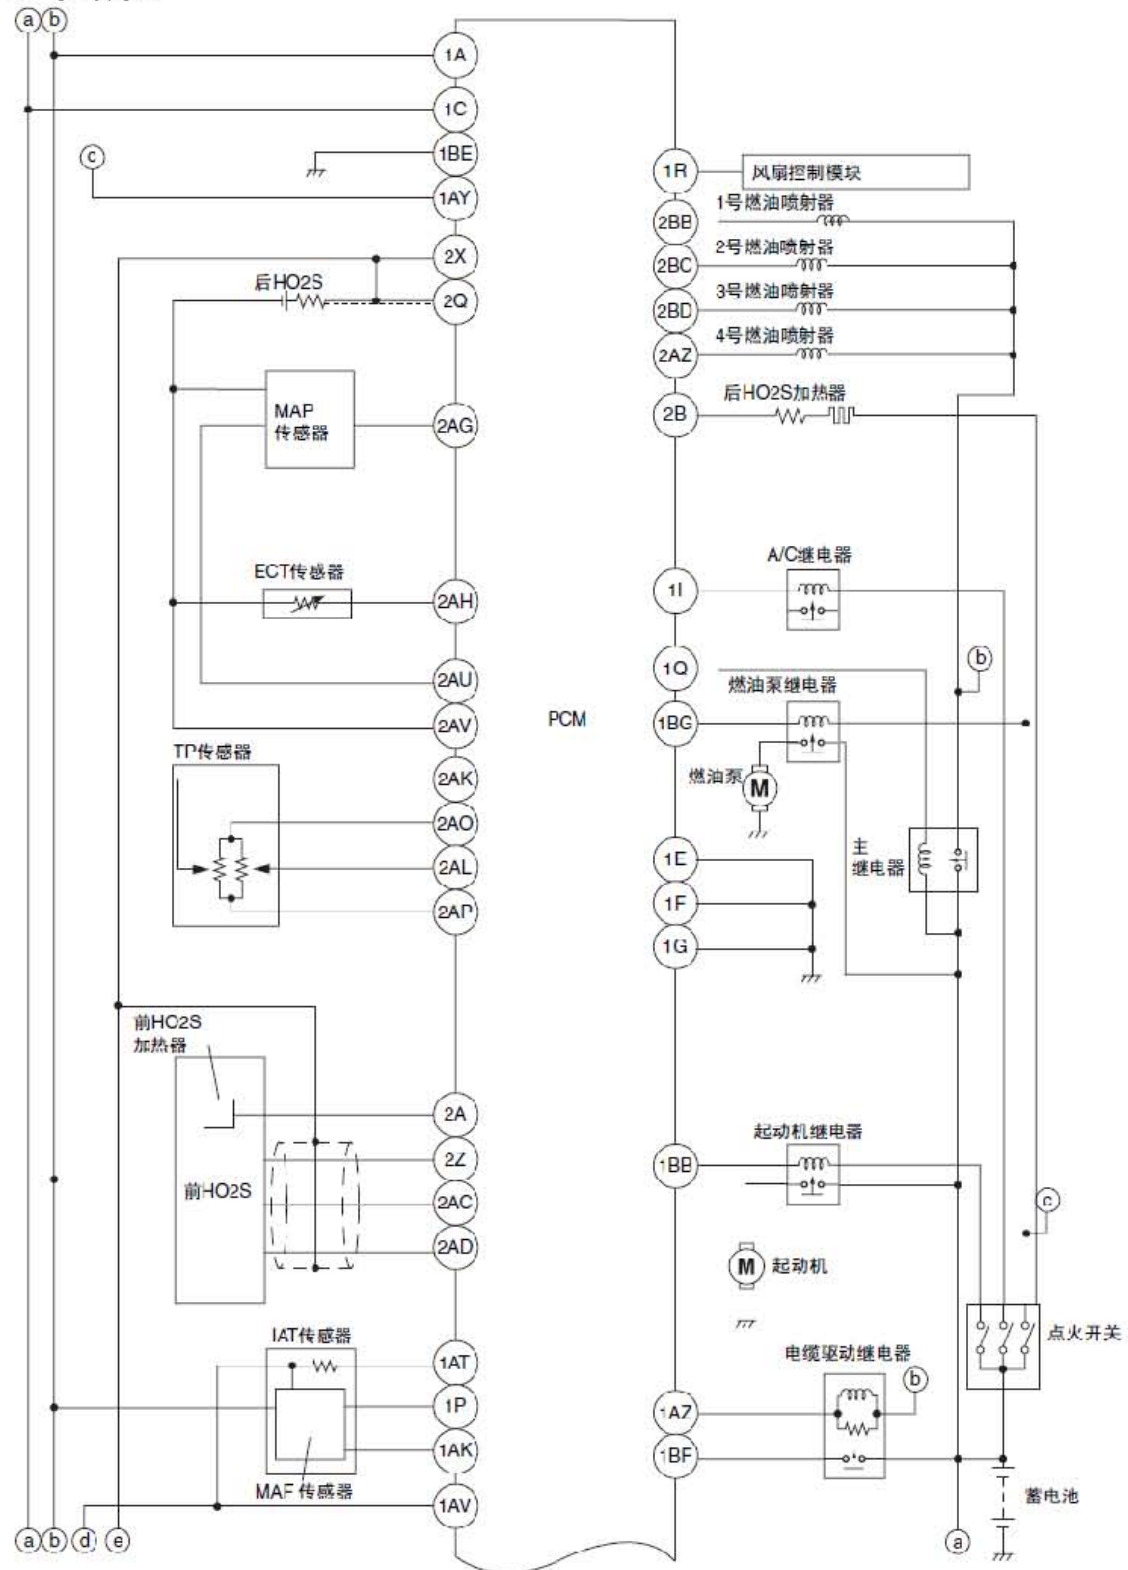 a b
1A
1C
1BE
c
1AY
2X
后HO2S
2Q
MAP
传感器
2AG
ECT传感器
2AH
2AU
2AV
TP传感器
2AK
2AO
2AL
2AP
前HO2S
加热器
2A
2Z
前HO2S
2AC
2AD
IAT传感器
1AT
1P
1AK
MAF 传感器
1AV
a b d e
PCM
1R
风扇控制模块
1号燃油喷射器
2BB
2号燃油喷射器
2BC
3号燃油喷射器
2BD
4号燃油喷射器
2AZ
后HO2S加热器
2B
A/C继电器
1I
1Q
b
燃油泵继电器
1BG
燃油泵
M
主
继电器
1E
1F
1G
起动机继电器
1BB
c
M
起动机
点火开关
电缆驱动继电器
b
1AZ
1BF
蓄电池
a